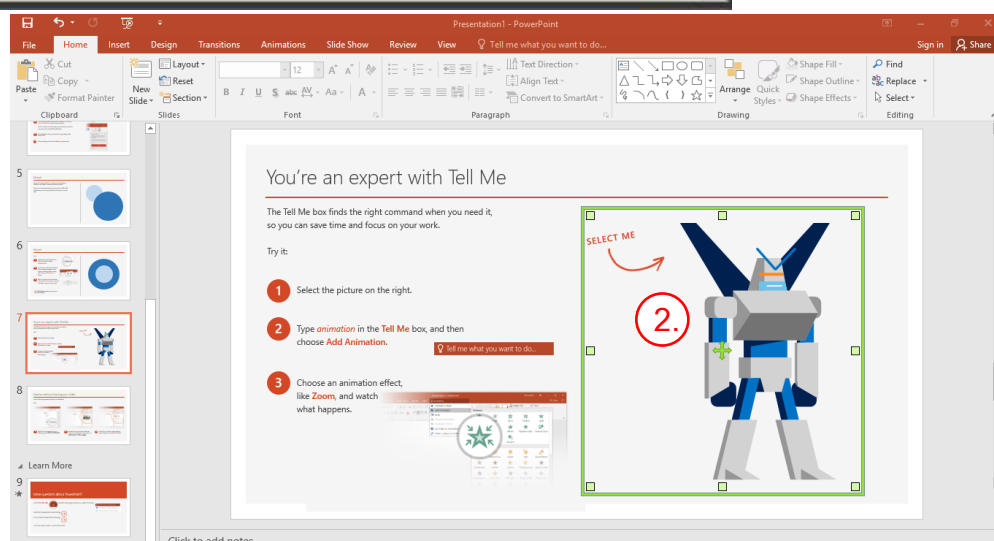 Presentation1 - PowerPoint
File Home Insert Design Transitions Animations Slide Show Review View Tell me what you want to do... Sign in Share
Paste
Cut
Copy
Format Painter
Clipboard
New Slide
Layout
Reset
Section
Slides
12
B I U S abc AV Aa A
Font
Text Direction
Align Text
Convert to SmartArt
Paragraph
Arrange
Quick Styles
Shape Fill
Shape Outline
Shape Effects
Drawing
Find
Replace
Select
Editing
5
6
7
8
Learn More
9
You’re an expert with Tell Me
The Tell Me box finds the right command when you need it,
so you can save time and focus on your work.
Try it:
1 Select the picture on the right.
2 Type animation in the Tell Me box, and then
choose Add Animation.
Tell me what you want to do...
3 Choose an animation effect,
like Zoom, and watch
what happens.
SELECT ME
2.
Click to add notes